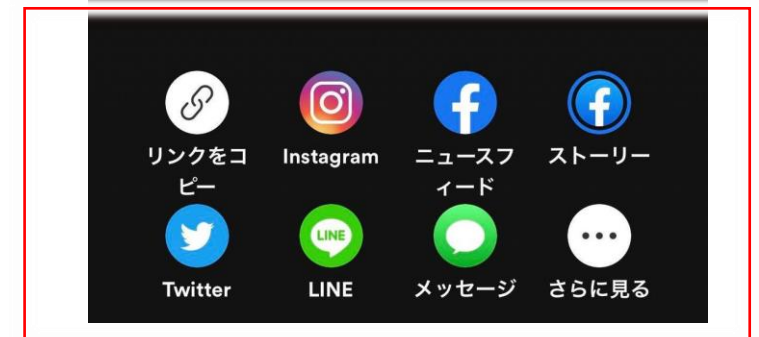 リンクをコ
ピー
Instagram
ニュースフ
ィード
ストーリー
Twitter
LINE
LINE
メッセージ
さらに見る